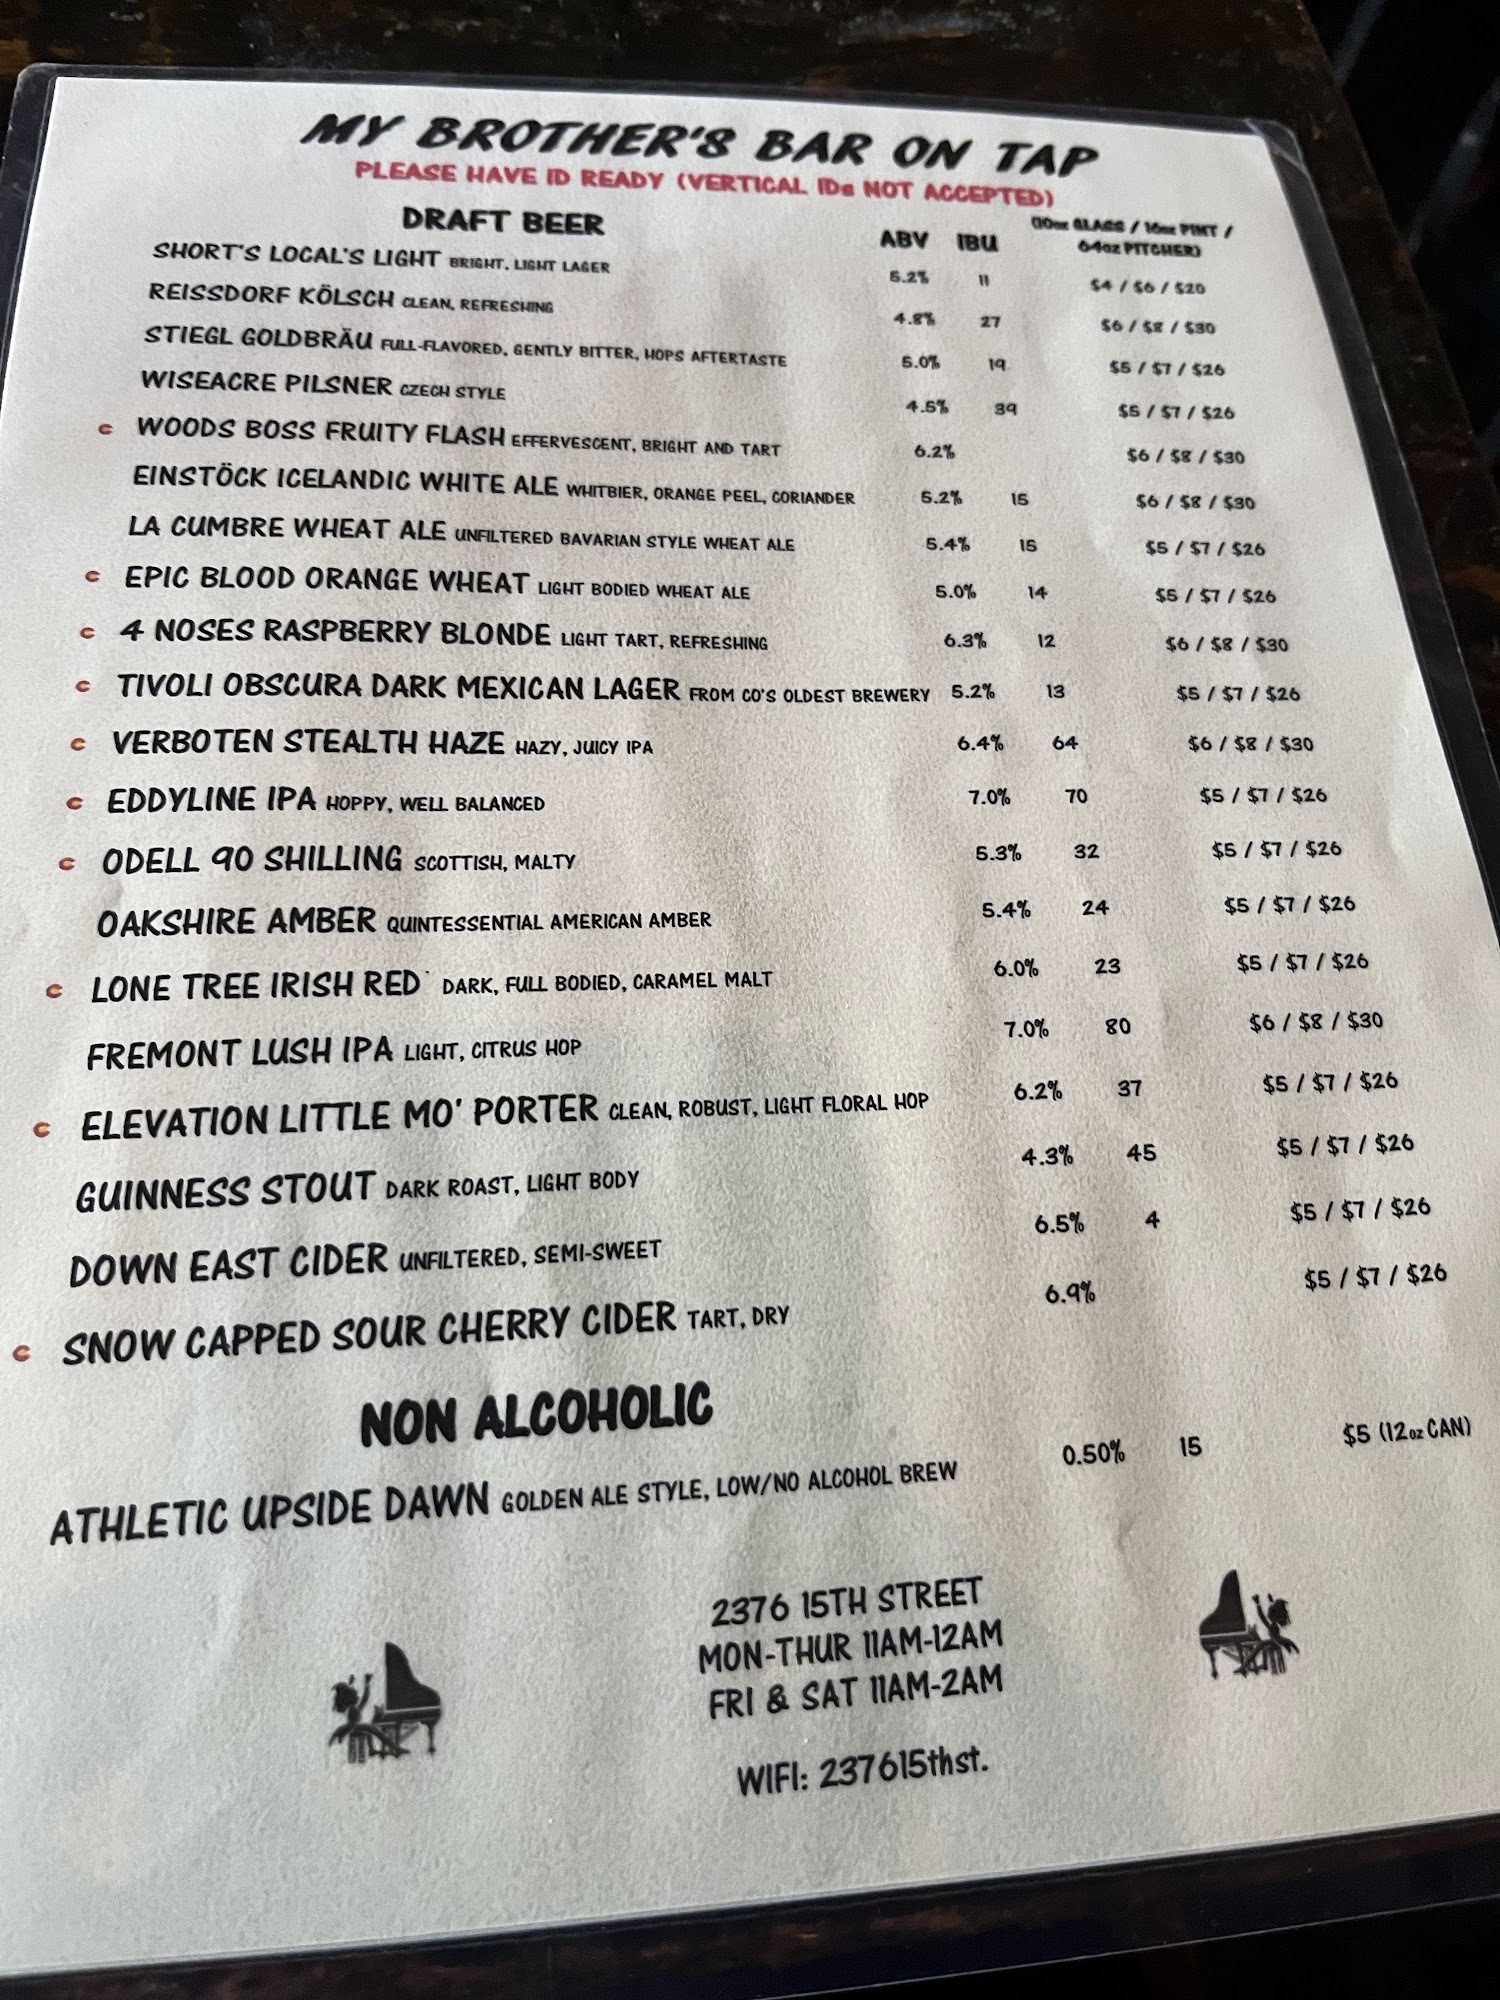 MY BROTHER'S BAR ON TAP
PLEASE HAVE ID READY (VERTICAL IDs NOT ACCEPTED)
DRAFT BEER ABV IBU (10oz GLASS / 16oz PINT / 64oz PITCHER)
SHORT'S LOCAL'S LIGHT BRIGHT, LIGHT LAGER 5.2% 11 $4 / $6 / $20
REISSDORF KÖLSCH CLEAN, REFRESHING 4.8% 27 $6 / $8 / $30
STIEGL GOLDBRÄU FULL-FLAVORED, GENTLY BITTER, HOPS AFTERTASTE 5.0% 19 $5 / $7 / $26
WISEACRE PILSNER CZECH STYLE 4.5% 39 $5 / $7 / $26
C WOODS BOSS FRUITY FLASH EFFERVESCENT, BRIGHT AND TART 6.2% $6 / $8 / $30
EINSTÖCK ICELANDIC WHITE ALE WHITBIER, ORANGE PEEL, CORIANDER 5.2% 15 $6 / $8 / $30
LA CUMBRE WHEAT ALE UNFILTERED BAVARIAN STYLE WHEAT ALE 5.4% 15 $5 / $7 / $26
C EPIC BLOOD ORANGE WHEAT LIGHT BODIED WHEAT ALE 5.0% 14 $5 / $7 / $26
C 4 NOSES RASPBERRY BLONDE LIGHT TART, REFRESHING 6.3% 12 $6 / $8 / $30
C TIVOLI OBSCURA DARK MEXICAN LAGER FROM CO'S OLDEST BREWERY 5.2% 13 $5 / $7 / $26
C VERBOTEN STEALTH HAZE HAZY, JUICY IPA 6.4% 64 $6 / $8 / $30
C EDDYLINE IPA HOPPY, WELL BALANCED 7.0% 70 $5 / $7 / $26
C ODELL 90 SHILLING SCOTTISH, MALTY 5.3% 32 $5 / $7 / $26
OAKSHIRE AMBER QUINTESSENTIAL AMERICAN AMBER 5.4% 24 $5 / $7 / $26
C LONE TREE IRISH RED DARK, FULL BODIED, CARAMEL MALT 6.0% 23 $5 / $7 / $26
FREMONT LUSH IPA LIGHT, CITRUS HOP 7.0% 80 $6 / $8 / $30
C ELEVATION LITTLE MO' PORTER CLEAN, ROBUST, LIGHT FLORAL HOP 6.2% 37 $5 / $7 / $26
GUINNESS STOUT DARK ROAST, LIGHT BODY 4.3% 45 $5 / $7 / $26
DOWN EAST CIDER UNFILTERED, SEMI-SWEET 6.5% 4 $5 / $7 / $26
C SNOW CAPPED SOUR CHERRY CIDER TART, DRY 6.9% $5 / $7 / $26
NON ALCOHOLIC
ATHLETIC UPSIDE DAWN GOLDEN ALE STYLE, LOW/NO ALCOHOL BREW 0.50% 15 $5 (12oz CAN)
2376 15TH STREET
MON-THUR 11AM-12AM
FRI & SAT 11AM-2AM
WIFI: 237615thst.